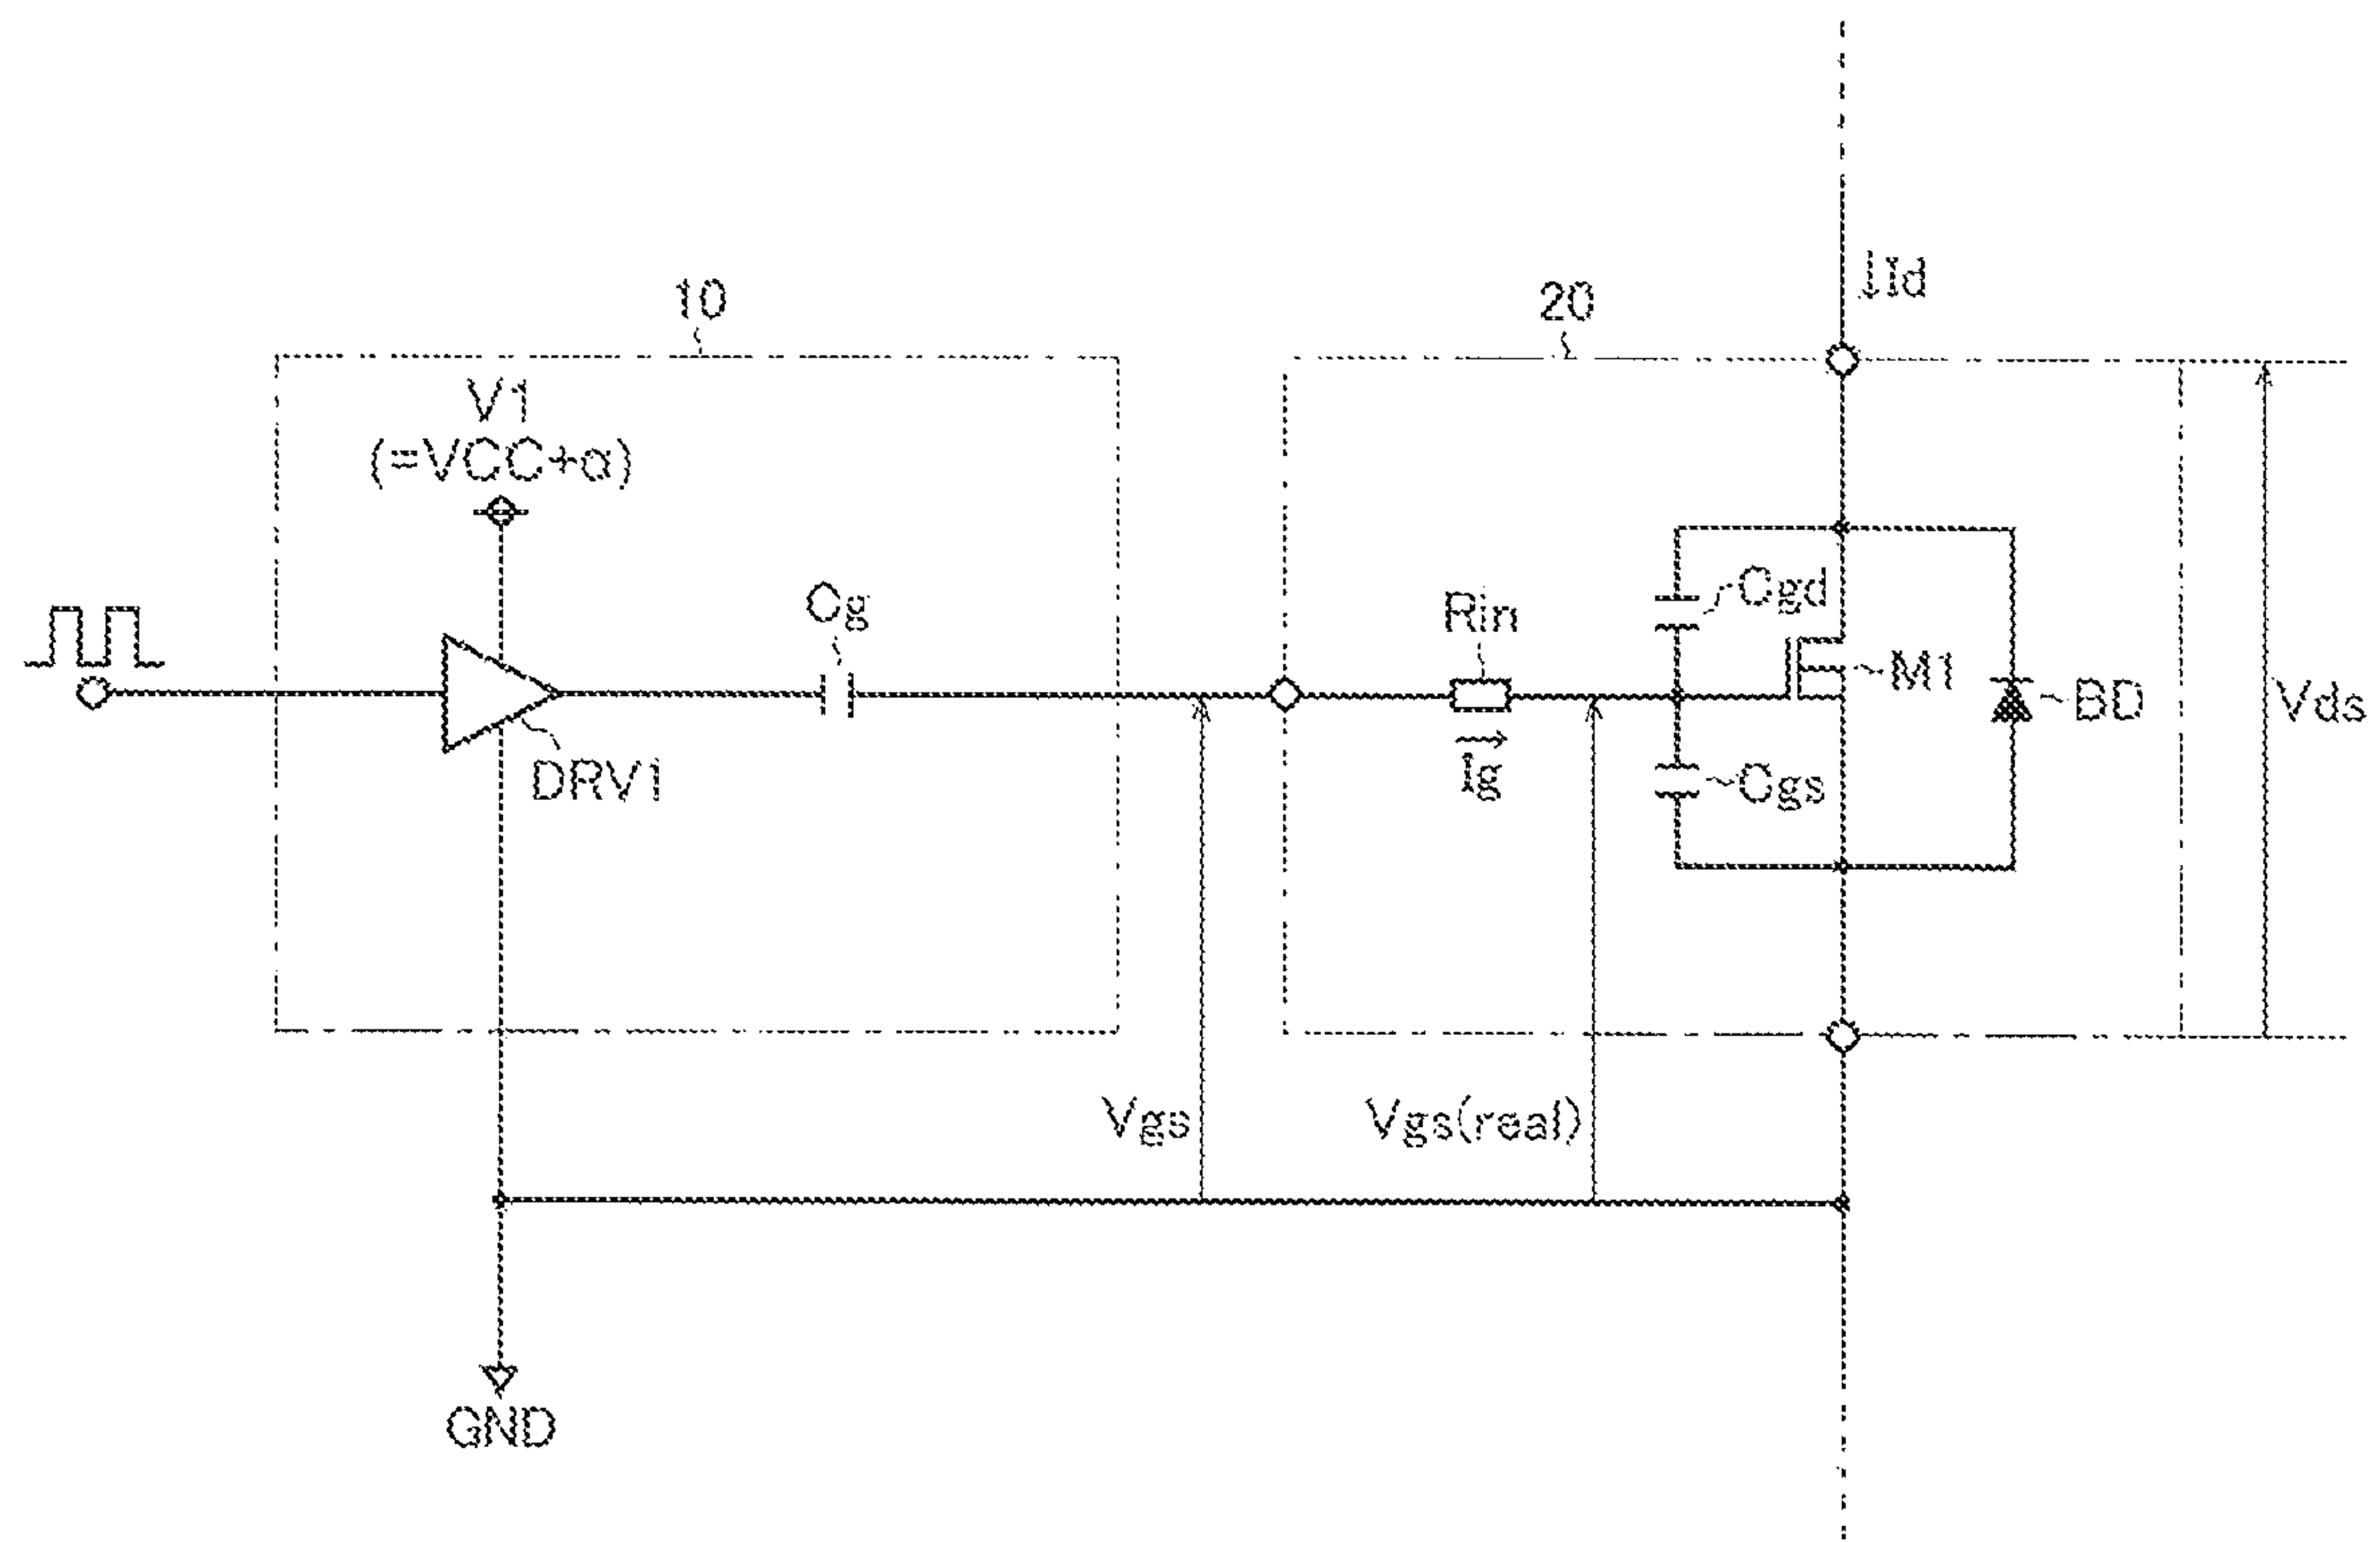 10
20
Id
V1
(=VCC+α)
Cg
Rin
Cgd
M1
BD
Vds
DRV1
Ig
Cgs
Vgs
Vgs(real)
GND